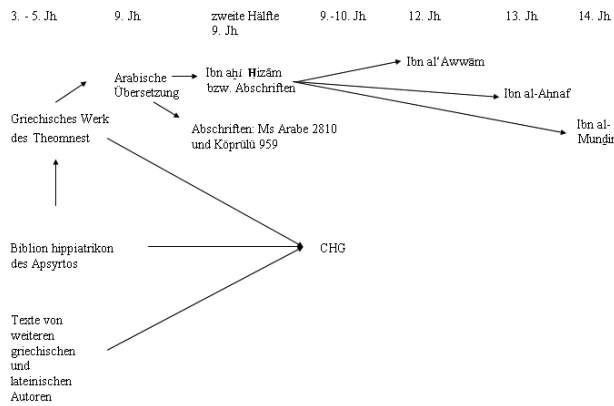 3. - 5. Jh.
9. Jh.
zweite Hälfte
9. Jh.
9.-10. Jh.
12. Jh.
13. Jh.
14. Jh.
Arabische
Übersetzung
Ibn aḫí Ḥizām
bzw. Abschriften
Ibn al'Awwām
Ibn al-Aḥnaf
Ibn al-
Munḏir
Griechisches Werk
des Theomnest
Abschriften: Ms Arabe 2810
und Köprülü 959
Biblion hippiatrikon
des Apsyrtos
CHG
Texte von
weiteren
griechischen
und
lateinischen
Autoren